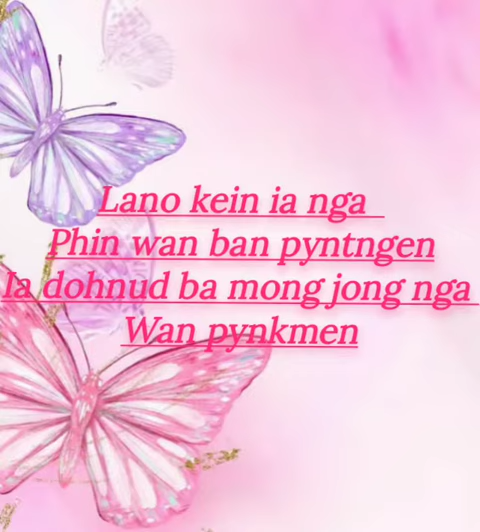 Lano kein ia nga
Phin wan ban pyntngen
Ia dohnud ba mong jong nga
Wan pynkmen